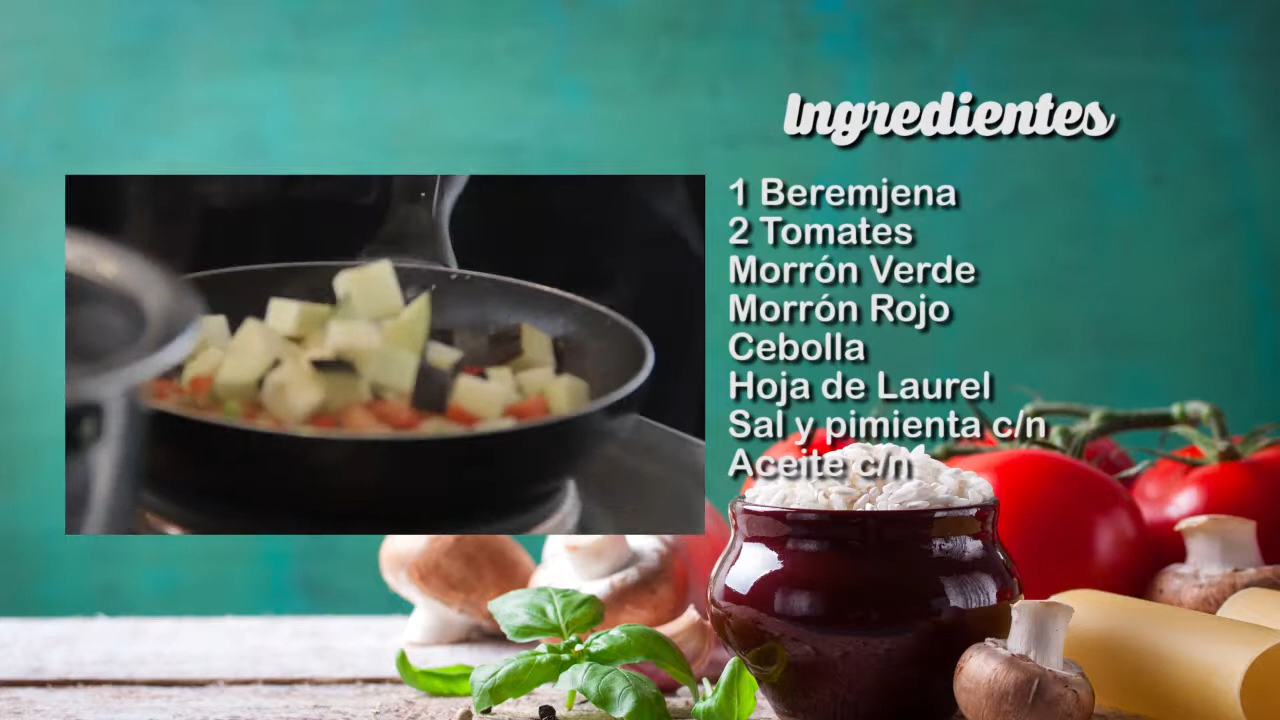 Ingredientes
1 Beremjena
2 Tomates
Morrón Verde
Morrón Rojo
Cebolla
Hoja de Laurel
Sal y pimienta c/n
Aceite c/n